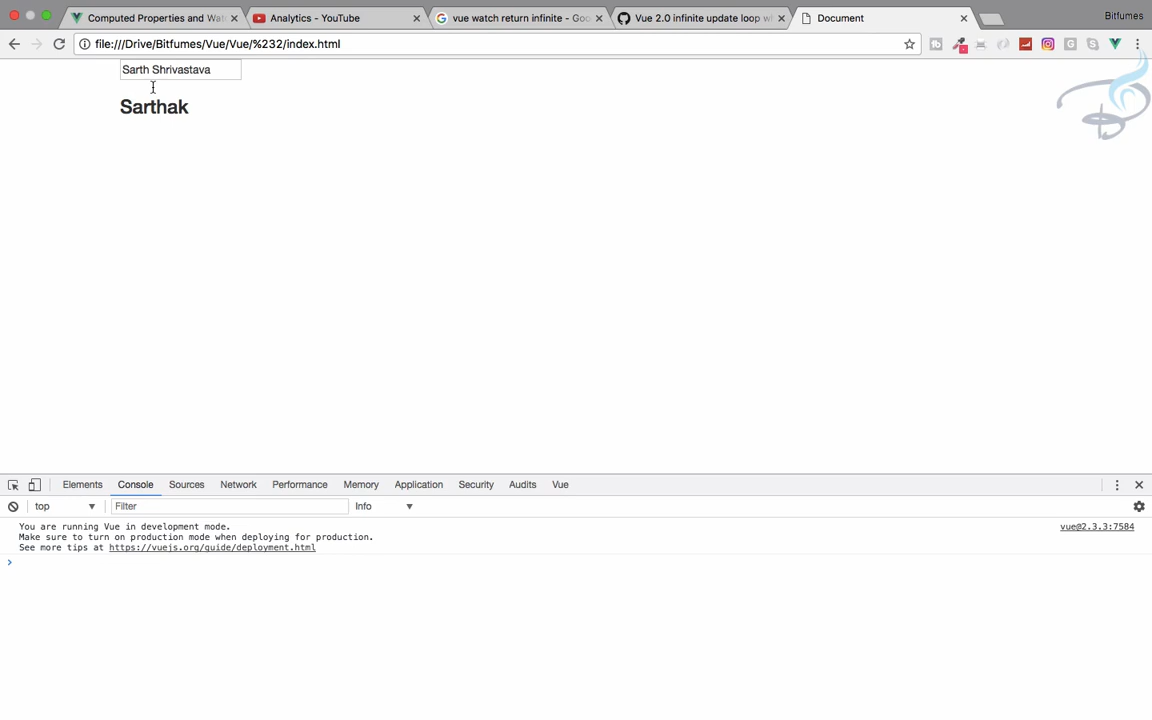 Computed Properties and Wat
Analytics - YouTube
vue watch return infinite - Goo
Vue 2.0 infinite update loop w
Document
Bitfumes
file:///Drive/Bitfumes/Vue/Vue/%232/index.html
Sarth Shrivastava
Sarthak
Elements
Console
Sources
Network
Performance
Memory
Application
Security
Audits
Vue
top
Filter
Info
You are running Vue in development mode.
vue@2.3.3:7584
Make sure to turn on production mode when deploying for production.
See more tips at https://vuejs.org/guide/deployment.html